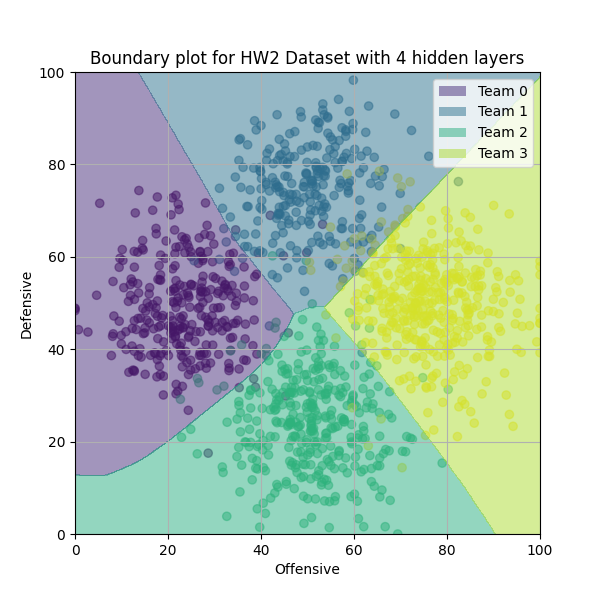 Boundary plot for HW2 Dataset with 4 hidden layers
100
80
60
40
20
0
Defensive
Team 0
Team 1
Team 2
Team 3
0 20 40 60 80 100
Offensive